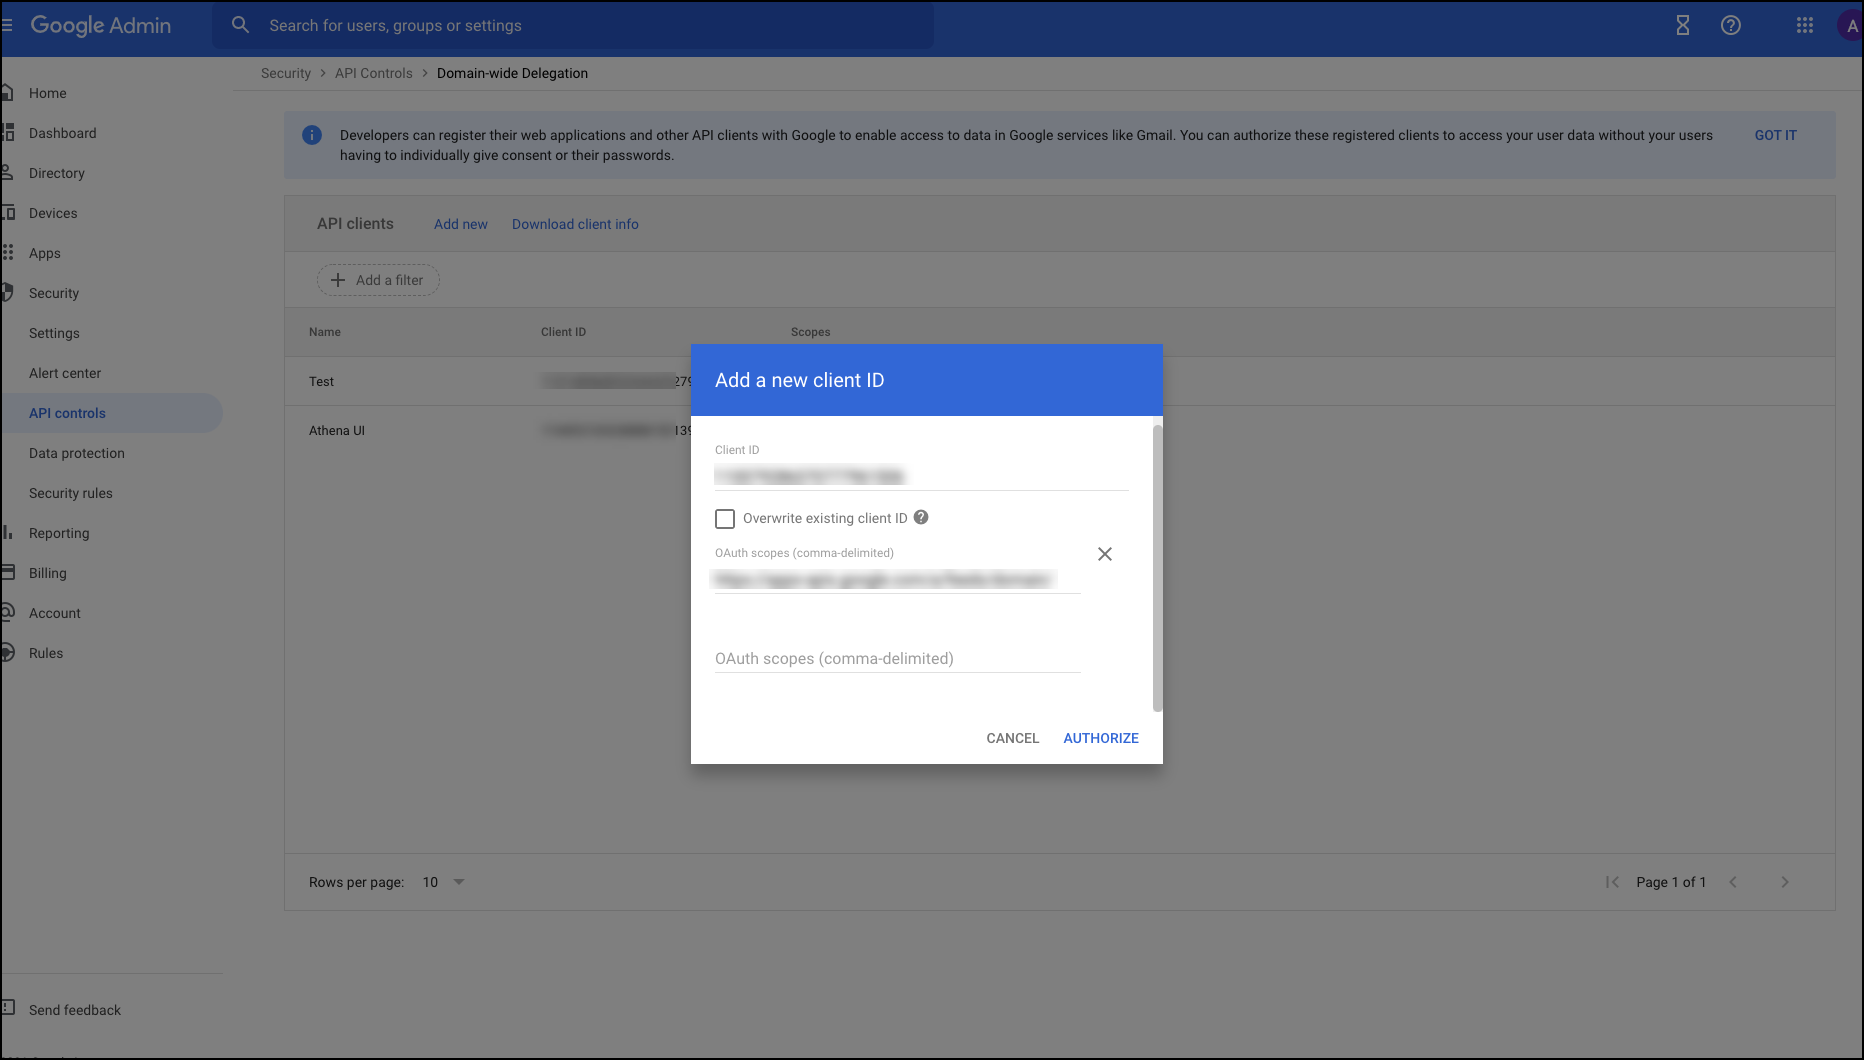 Google Admin
Search for users, groups or settings
A
Security > API Controls > Domain-wide Delegation
Home
Dashboard
Directory
Devices
Apps
Security
Settings
Alert center
API controls
Data protection
Security rules
Reporting
Billing
Account
Rules
Send feedback
Developers can register their web applications and other API clients with Google to enable access to data in Google services like Gmail. You can authorize these registered clients to access your user data without your users
having to individually give consent or their passwords.
GOT IT
API clients
Add new
Download client info
Add a filter
Name
Client ID
Scopes
Test
279
Athena UI
139
Add a new client ID
Client ID
Overwrite existing client ID
OAuth scopes (comma-delimited)
OAuth scopes (comma-delimited)
CANCEL
AUTHORIZE
Rows per page: 10
Page 1 of 1